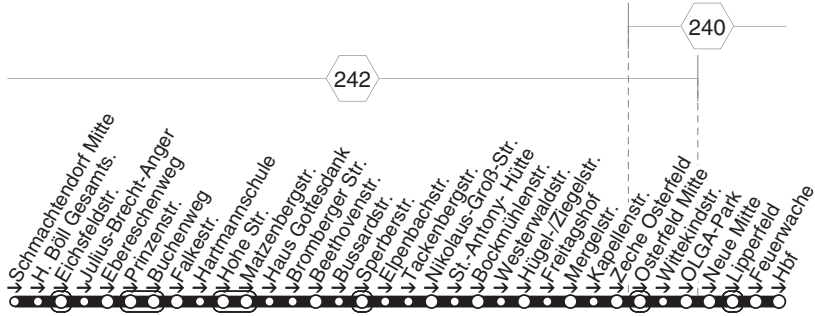 240
242
Schmachtendorf Mitte
H. Böll Gesamts.
Eichsfeldstr.
Julius-Brecht-Anger
Ebereschenweg
Prinzenstr.
Buchenweg
Falkestr.
Hartmannschule
Hohe Str.
Matzenbergstr.
Haus Gottesdank
Bromberger Str.
Beethovenstr.
Bussardstr.
Sperberstr.
Elpenbachstr.
Tackenbergstr.
Nikolaus-Groß-Str.
St.-Antony- Hütte
Bockmühlenstr.
Westerwaldstr.
Hügel-/Ziegelstr.
Freitagshof
Mergelstr.
Kapellenstr.
Zeche Osterfeld
Osterfeld Mitte
Wittekindstr.
OLGA-Park
Neue Mitte
Lipperfeld
Feuerwache
Hbf